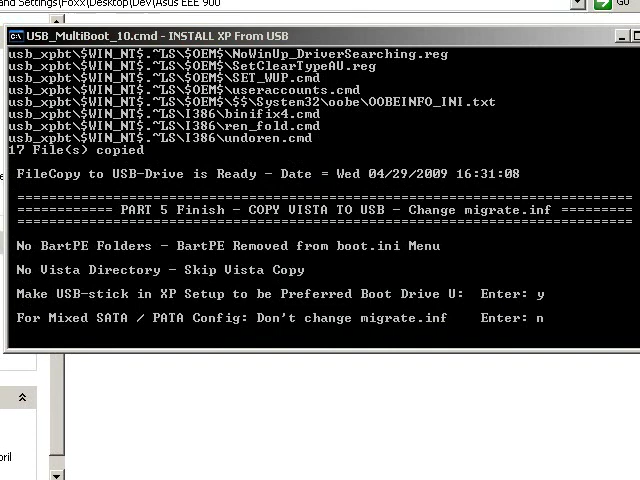 and Settings\Foxx\Desktop\Dev\Asus EEE 900
Go
USB_MultiBoot_10.cmd - INSTALL XP From USB
usb_xpbt\$WIN_NT$.~LS\$OEM$\NoWinUp_DriverSearching.reg
usb_xpbt\$WIN_NT$.~LS\$OEM$\SetClearTypeAU.reg
usb_xpbt\$WIN_NT$.~LS\$OEM$\SET_WUP.cmd
usb_xpbt\$WIN_NT$.~LS\$OEM$\useraccounts.cmd
usb_xpbt\$WIN_NT$.~LS\$OEM$\$$\System32\oobe\OOBEINFO_INI.txt
usb_xpbt\$WIN_NT$.~LS\I386\binifix4.cmd
usb_xpbt\$WIN_NT$.~LS\I386\ren_fold.cmd
usb_xpbt\$WIN_NT$.~LS\I386\undoren.cmd
17 File(s) copied
FileCopy to USB-Drive is Ready - Date = Wed 04/29/2009 16:31:08
============ PART 5 Finish - COPY VISTA TO USB - Change migrate.inf =========
No BartPE Folders - BartPE Removed from boot.ini Menu
No Vista Directory - Skip Vista Copy
Make USB-stick in XP Setup to be Preferred Boot Drive U: Enter: y
For Mixed SATA / PATA Config: Don't change migrate.inf Enter: n
pril